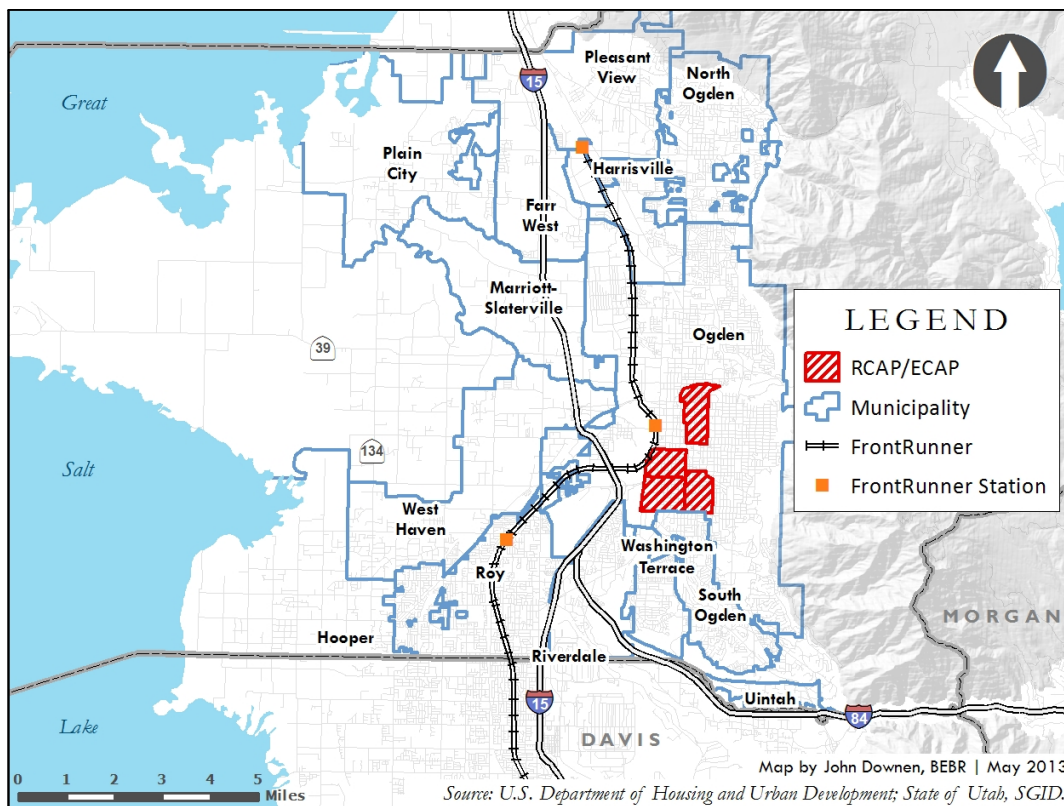 15
Pleasant
View
North
Ogden
Great
Plain
City
Harrisville
Farr
West
Marriott-
Slaterville
39
Ogden
LEGEND
RCAP/ECAP
Municipality
FrontRunner
FrontRunner Station
134
Salt
West
Haven
Roy
Washington
Terrace
South
Ogden
MORGAN
Hooper
Riverdale
Uintah
15
84
Lake
DAVIS
0 1 2 3 4 5
Miles
Map by John Downen, BEBR | May 2013
Source: U.S. Department of Housing and Urban Development; State of Utah, SGID.